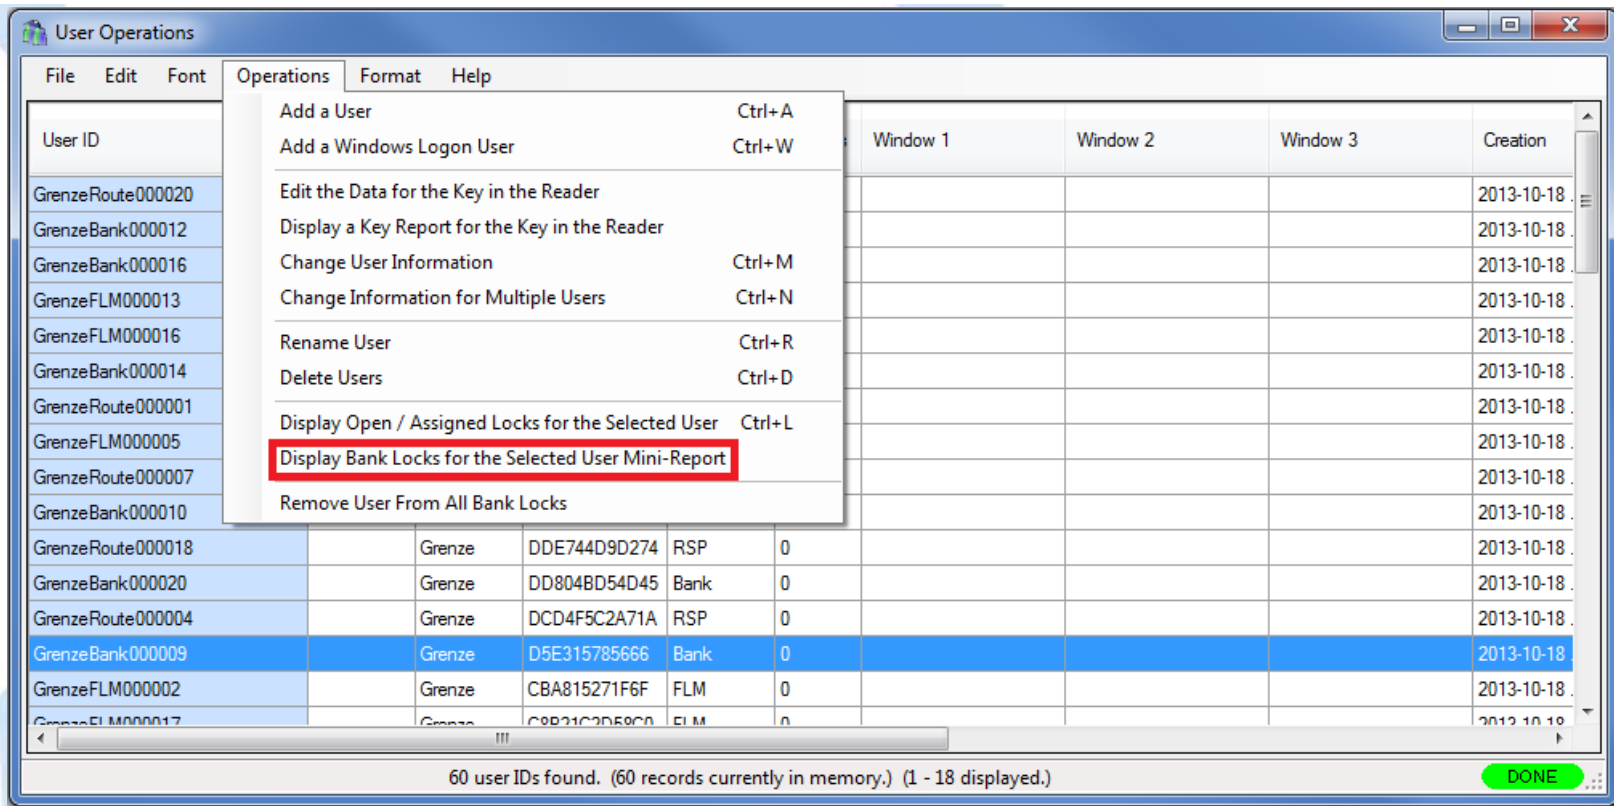 User Operations
File Edit Font Operations Format Help
Add a User Ctrl+A
Add a Windows Logon User Ctrl+W
Edit the Data for the Key in the Reader
Display a Key Report for the Key in the Reader
Change User Information Ctrl+M
Change Information for Multiple Users Ctrl+N
Rename User Ctrl+R
Delete Users Ctrl+D
Display Open / Assigned Locks for the Selected User Ctrl+L
Display Bank Locks for the Selected User Mini-Report
Remove User From All Bank Locks
User ID Window 1 Window 2 Window 3 Creation
GrenzeRoute000020 2013-10-18 .
GrenzeBank000012 2013-10-18 .
GrenzeBank000016 2013-10-18 .
GrenzeFLM000013 2013-10-18 .
GrenzeFLM000016 2013-10-18 .
GrenzeBank000014 2013-10-18 .
GrenzeRoute000001 2013-10-18 .
GrenzeFLM000005 2013-10-18 .
GrenzeRoute000007 2013-10-18 .
GrenzeBank000010 2013-10-18 .
GrenzeRoute000018 Grenze DDE744D9D274 RSP 0 2013-10-18 .
GrenzeBank000020 Grenze DD804BD54D45 Bank 0 2013-10-18 .
GrenzeRoute000004 Grenze DCD4F5C2A71A RSP 0 2013-10-18 .
GrenzeBank000009 Grenze D5E315785666 Bank 0 2013-10-18 .
GrenzeFLM000002 Grenze CBA815271F6F FLM 0 2013-10-18 .
GrenzeFLM000017 Grenze FLM 0 2013-10-18
60 user IDs found. (60 records currently in memory.) (1 - 18 displayed.) DONE